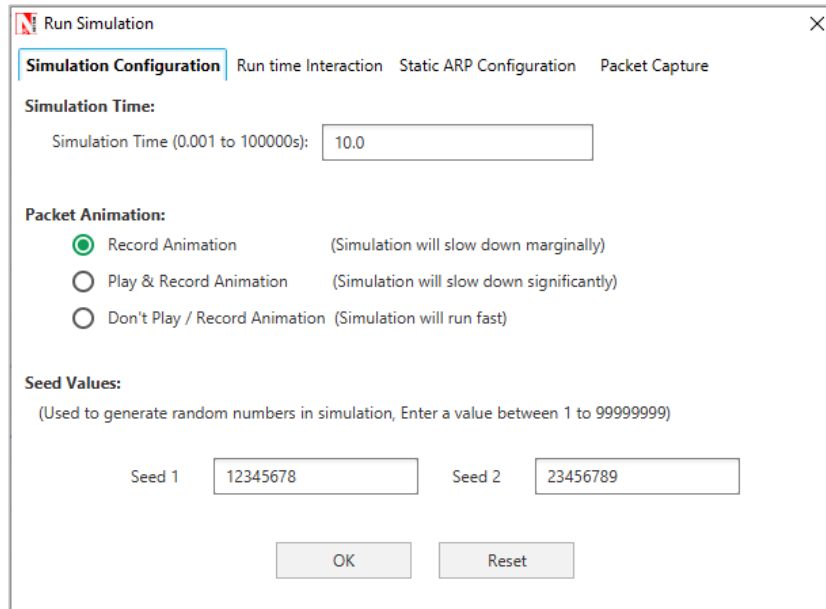 Run Simulation
Simulation Configuration Run time Interaction Static ARP Configuration Packet Capture
Simulation Time:
Simulation Time (0.001 to 100000s): 10.0
Packet Animation:
Record Animation (Simulation will slow down marginally)
Play & Record Animation (Simulation will slow down significantly)
Don't Play / Record Animation (Simulation will run fast)
Seed Values:
(Used to generate random numbers in simulation, Enter a value between 1 to 99999999)
Seed 1 12345678 Seed 2 23456789
OK Reset